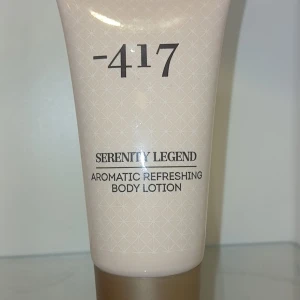 -417
SERENITY LEGEND
AROMATIC REFRESHING
BODY LOTION